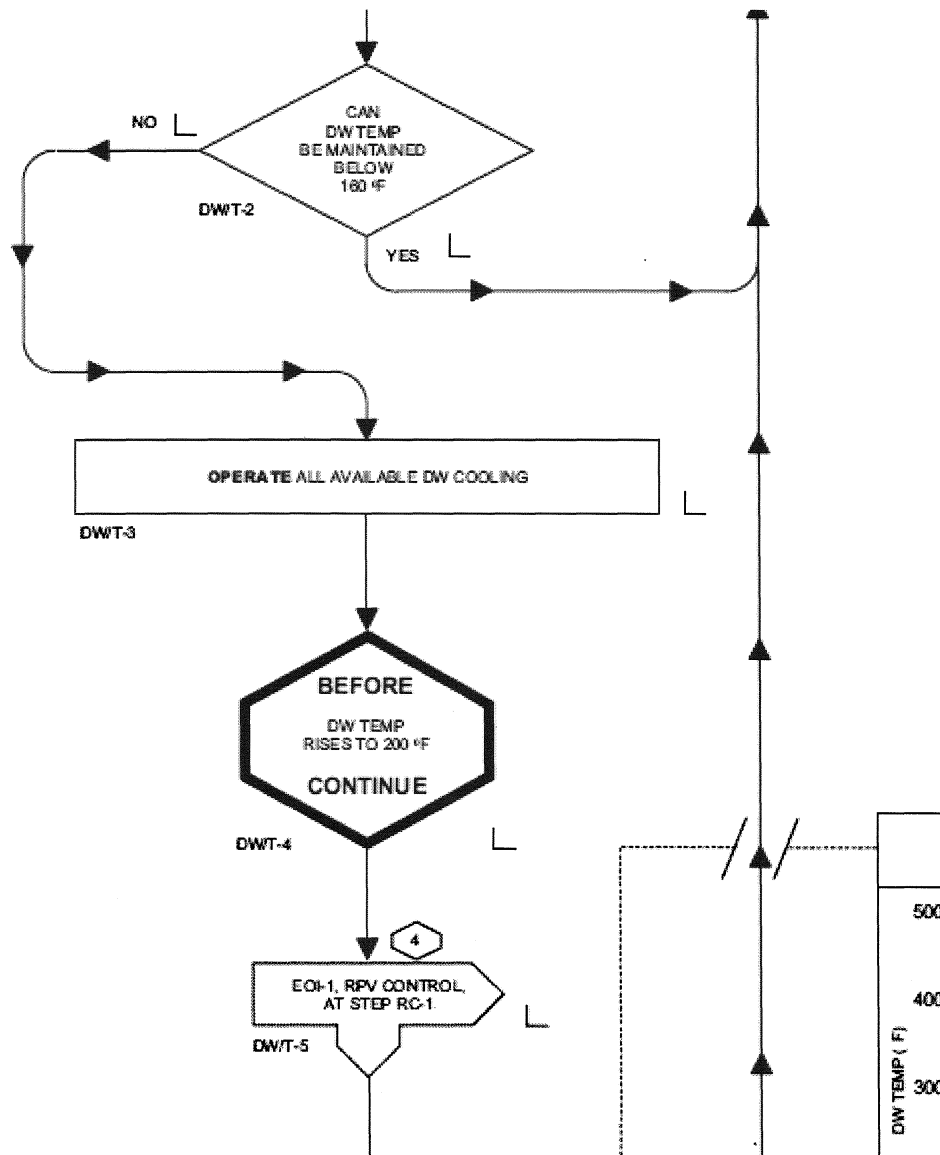 CAN
DW TEMP
BE MAINTAINED
BELOW
160 ºF
NO
DW/T-2
YES
OPERATE ALL AVAILABLE DW COOLING
DW/T-3
BEFORE
DW TEMP
RISES TO 200 ºF
CONTINUE
DW/T-4
4
EOI-1, RPV CONTROL,
AT STEP RC-1
DW/T-5
500
400
300
DW TEMP ( F)